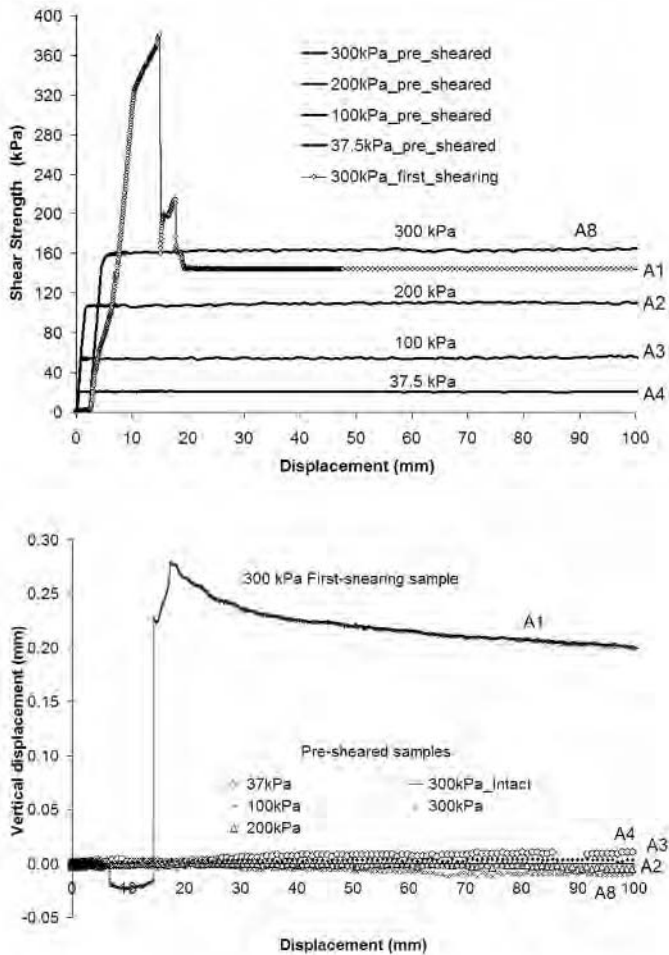 400
360
320
280
240
200
160
120
80
40
0
Shear Strength (kPa)
300kPa_pre_sheared
200kPa_pre_sheared
100kPa_pre_sheared
37.5kPa_pre_sheared
300kPa_first_shearing
300 kPa
A8
A1
200 kPa
A2
100 kPa
A3
37.5 kPa
A4
0 10 20 30 40 50 60 70 80 90 100
Displacement (mm)
0.30
0.25
0.20
0.15
0.10
0.05
0.00
-0.05
Vertical displacement (mm)
300 kPa First-shearing sample
A1
Pre-sheared samples
37kPa
300kPa_Intact
100kPa
300kPa
200kPa
A4
A3
A2
A8
0 10 20 30 40 50 60 70 80 90 100
Displacement (mm)